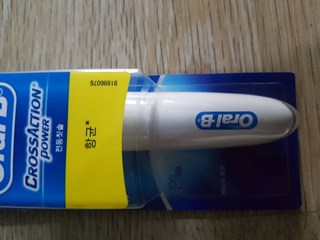 Oral-B
CROSSACTION
POWER
전동칫솔
항균*
91896076
Oral-B